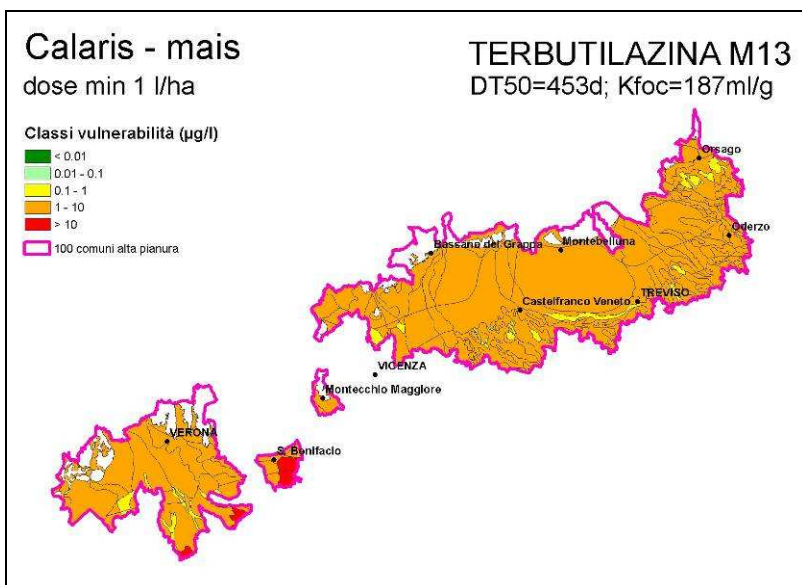 Calaris - mais
dose min 1 l/ha
TERBUTILAZINA M13
DT50=453d; Kfoc=187ml/g
Classi vulnerabilità (µg/l)
< 0.01
0.01 - 0.1
0.1 - 1
1 - 10
> 10
100 comuni alta pianura
Orsago
Oderzo
Bassano del Grappa
Montebelluna
Castelfranco Veneto
TREVISO
VICENZA
Montecchio Maggiore
VERONA
S. Bonifacio